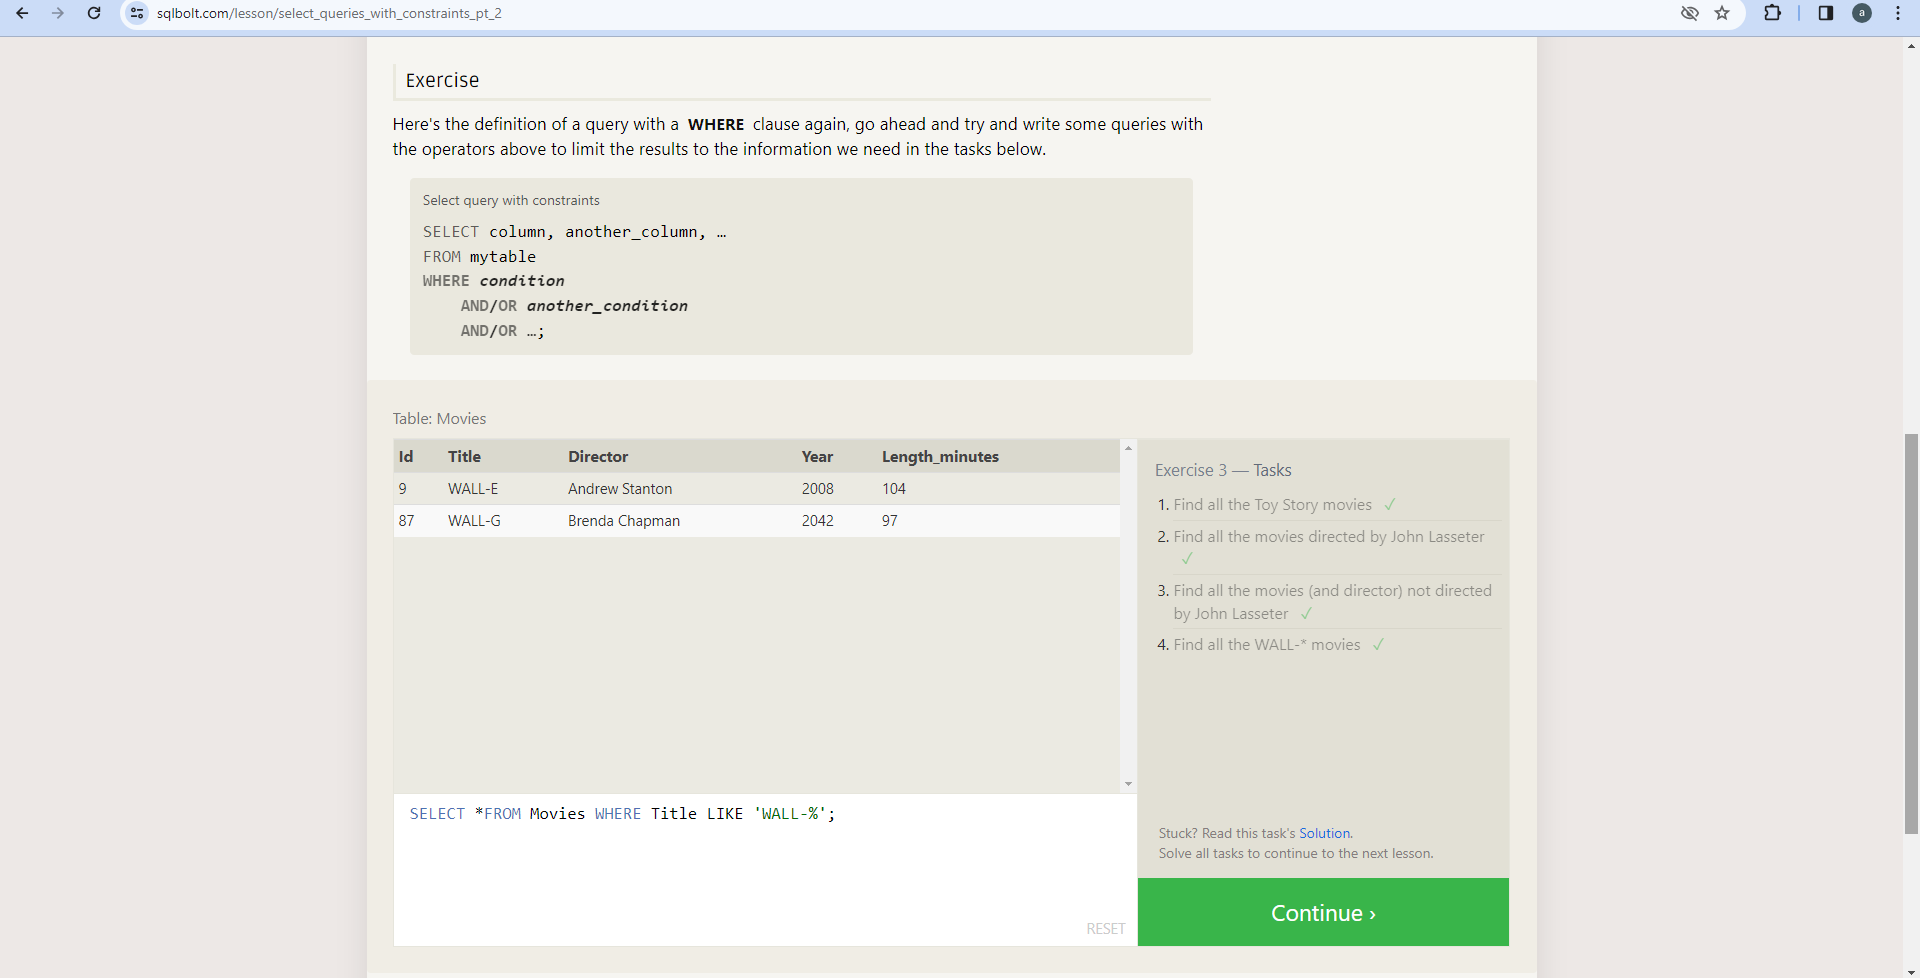 sqlbolt.com/lesson/select_queries_with_constraints_pt_2
a
Exercise
Here's the definition of a query with a WHERE clause again, go ahead and try and write some queries with
the operators above to limit the results to the information we need in the tasks below.
Select query with constraints
SELECT column, another_column, …
FROM mytable
WHERE condition
AND/OR another_condition
AND/OR …;
Table: Movies
Id Title Director Year Length_minutes
9 WALL-E Andrew Stanton 2008 104
87 WALL-G Brenda Chapman 2042 97
SELECT *FROM Movies WHERE Title LIKE 'WALL-%';
RESET
Exercise 3 — Tasks
1. Find all the Toy Story movies ✓
2. Find all the movies directed by John Lasseter
✓
3. Find all the movies (and director) not directed
by John Lasseter ✓
4. Find all the WALL-* movies ✓
Stuck? Read this task's Solution.
Solve all tasks to continue to the next lesson.
Continue ›